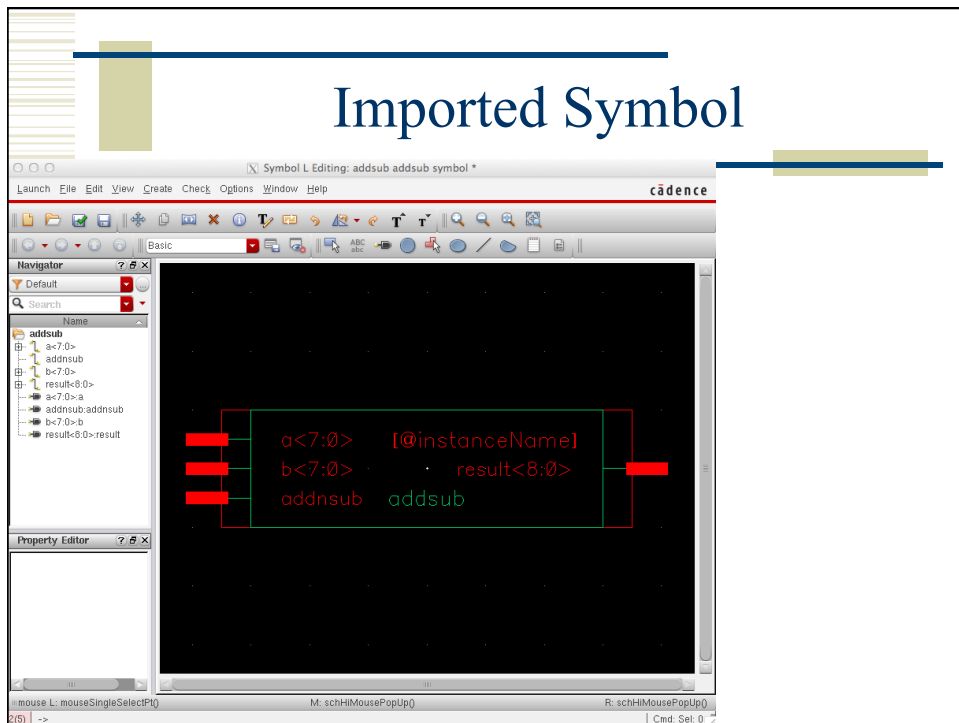 Imported Symbol
Symbol L Editing: addsub addsub symbol *
Launch File Edit View Create Check Options Window Help
cādence
Basic
ABC
abc
Navigator
Default
Search
Name
addsub
a<7:0>
addnsub
b<7:0>
result<8:0>
a<7:0>:a
addnsub:addnsub
b<7:0>:b
result<8:0>:result
Property Editor
a<7:0> [@instanceName]
b<7:0> result<8:0>
addnsub addsub
mouse L: mouseSingleSelectPt() M: schHiMousePopUp() R: schHiMousePopUp()
2(5) -> Cmd: Sel: 0